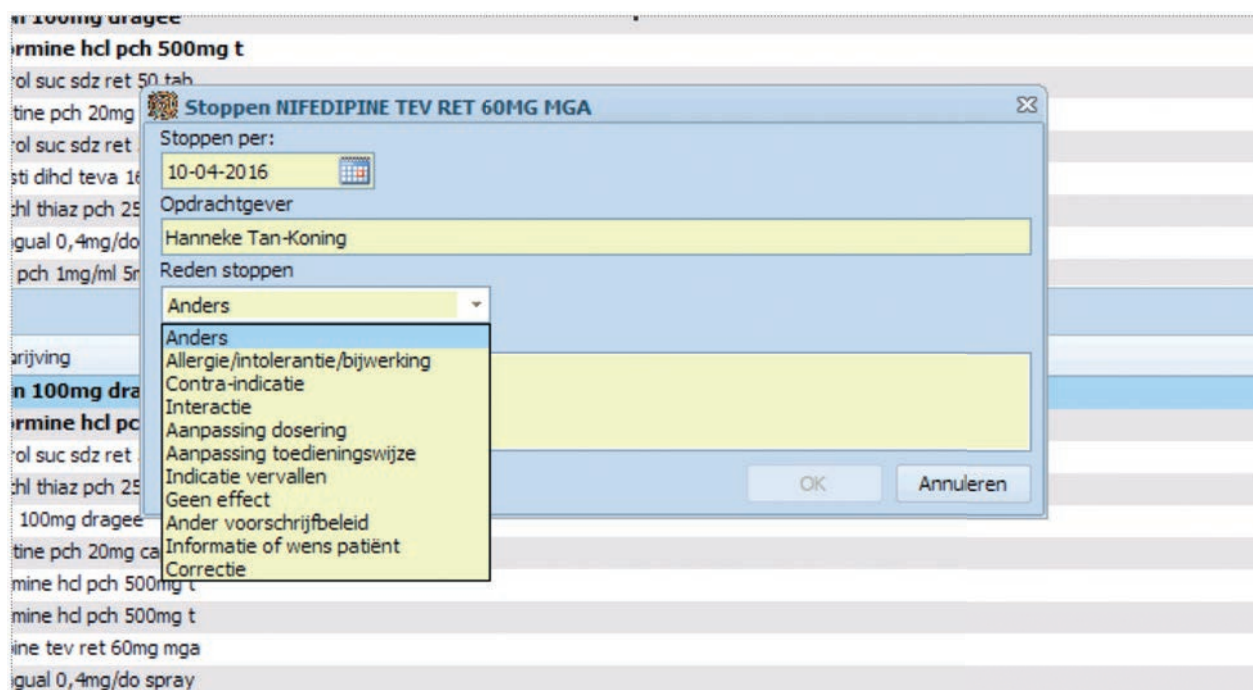 100mg dragee
ormine hcl pch 500mg t
rol suc sdz ret 50 tab
tine pch 20mg
rol suc sdz ret
sti dihcl teva 16
chl thiaz pch 25
gual 0,4mg/do
pch 1mg/ml 5m
Stoppen NIFEDIPINE TEV RET 60MG MGA
Stoppen per:
10-04-2016
Opdrachtgever
Hanneke Tan-Koning
Reden stoppen
Anders
Anders
Allergie/intolerantie/bijwerking
Contra-indicatie
Interactie
Aanpassing dosering
Aanpassing toedieningswijze
Indicatie vervallen
Geen effect
Ander voorschrijfbeleid
Informatie of wens patiënt
Correctie
OK
Annuleren
rijving
n 100mg dra
ormine hcl pc
rol suc sdz ret
chl thiaz pch 25
100mg dragee
tine pch 20mg ca
mine hcl pch 500mg t
mine hcl pch 500mg t
ine tev ret 60mg mga
gual 0,4mg/do spray